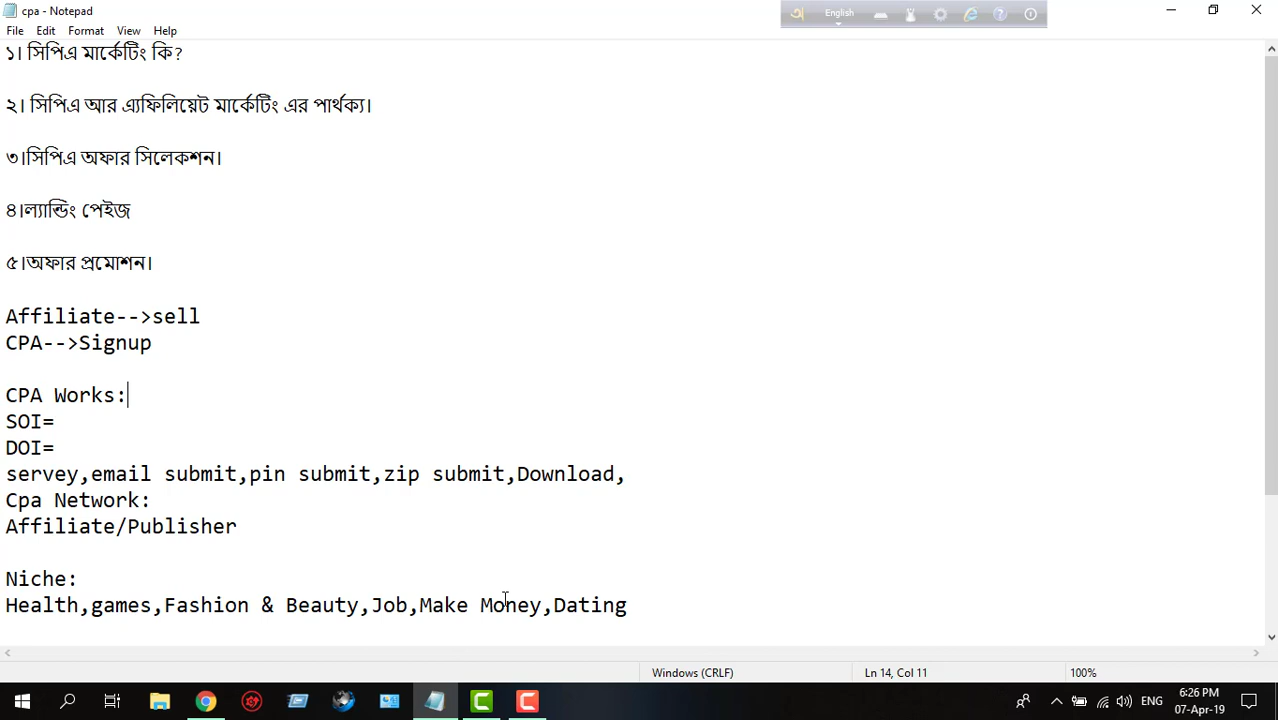 cpa - Notepad
English
File Edit Format View Help
১। সিপিএ মার্কেটিং কি?
২। সিপিএ আর এ্যফিলিয়েট মার্কেটিং এর পার্থক্য।
৩।সিপিএ অফার সিলেকশন।
৪।ল্যান্ডিং পেইজ
৫।অফার প্রমোশন।
Affiliate-->sell
CPA-->Signup
CPA Works:
SOI=
DOI=
servey,email submit,pin submit,zip submit,Download,
Cpa Network:
Affiliate/Publisher
Niche:
Health,games,Fashion & Beauty,Job,Make Money,Dating
Windows (CRLF) Ln 14, Col 11 100%
ENG
6:26 PM
07-Apr-19